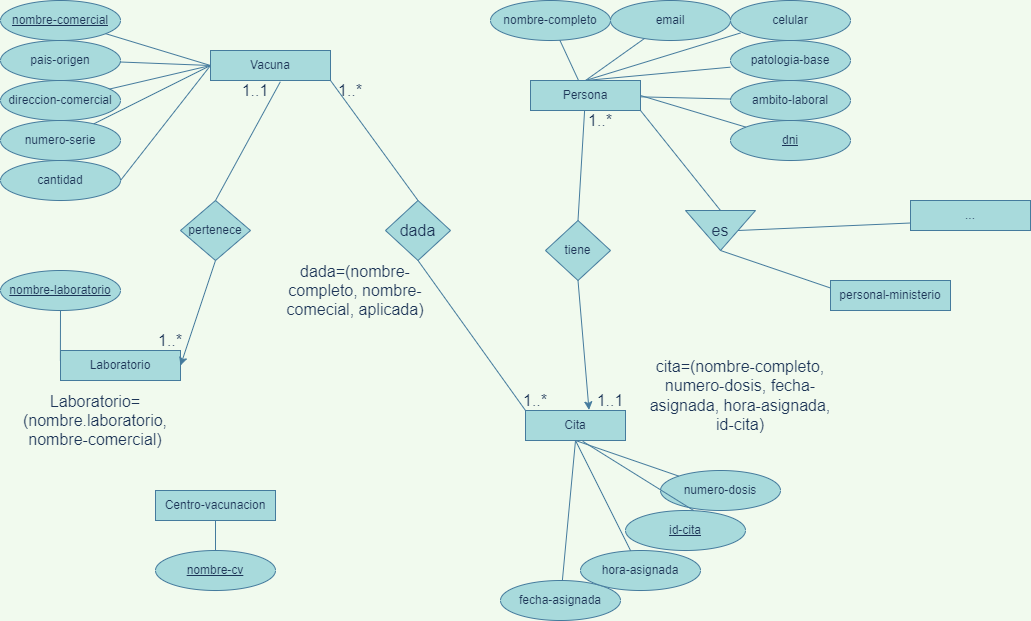 nombre-comercial
pais-origen
direccion-comercial
numero-serie
cantidad
Vacuna
1..1
1..*
pertenece
dada
dada=(nombre-
completo, nombre-
comecial, aplicada)
nombre-laboratorio
1..*
Laboratorio
Laboratorio=
(nombre.laboratorio,
nombre-comercial)
Centro-vacunacion
nombre-cv
nombre-completo
email
celular
patologia-base
ambito-laboral
dni
Persona
1..*
tiene
es
...
personal-ministerio
cita=(nombre-completo,
numero-dosis, fecha-
asignada, hora-asignada,
id-cita)
1..*
1..1
Cita
numero-dosis
id-cita
hora-asignada
fecha-asignada